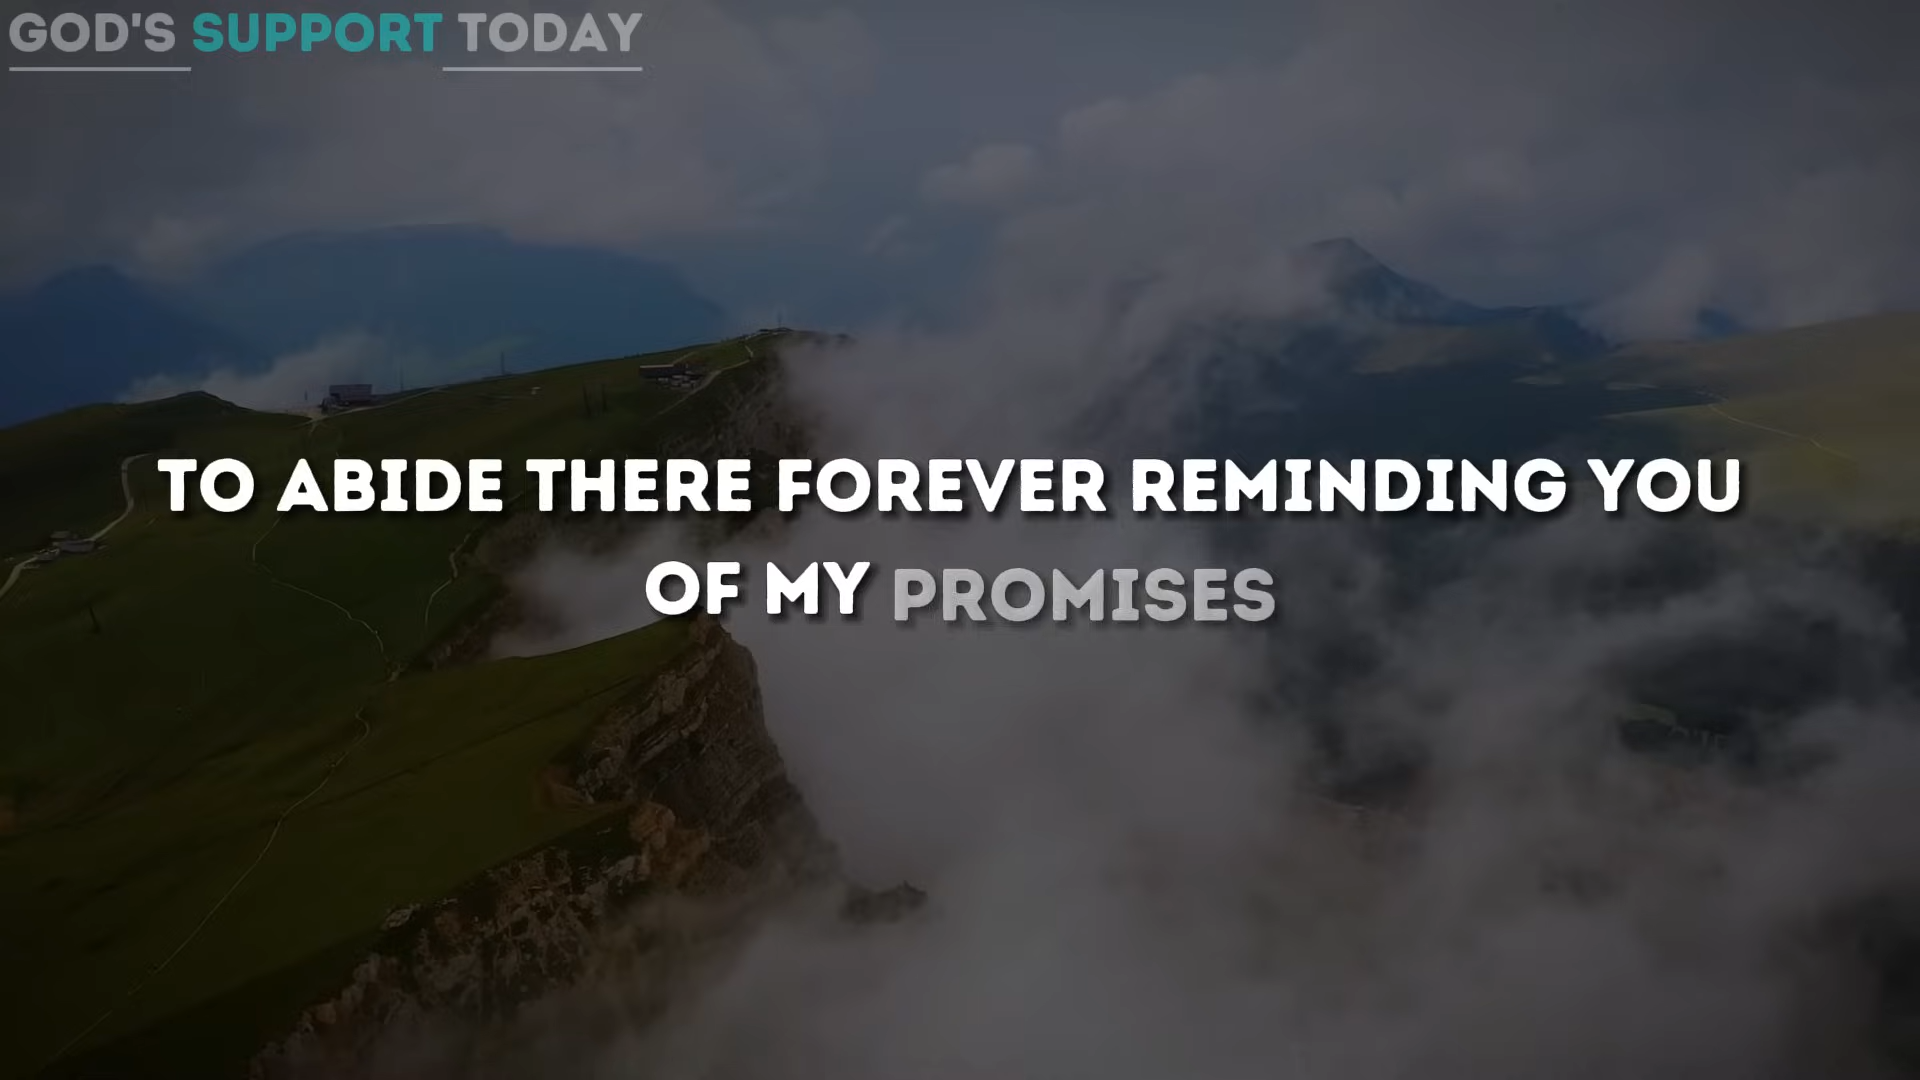 GOD'S SUPPORT TODAY
TO ABIDE THERE FOREVER REMINDING YOU
OF MY PROMISES